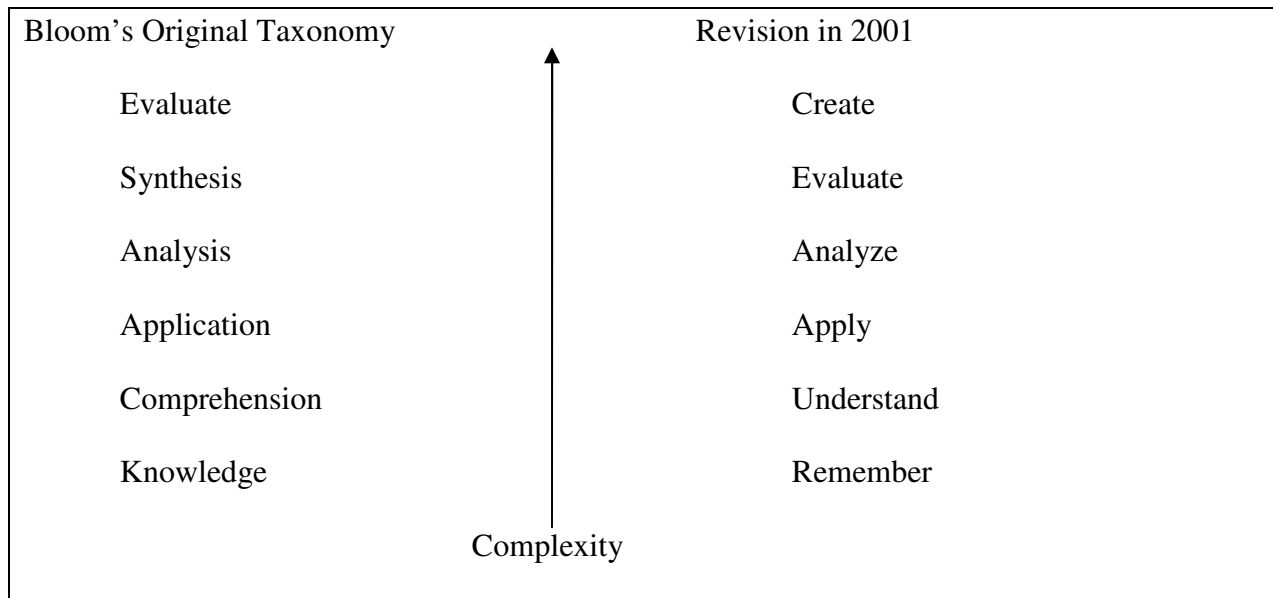 Bloom’s Original Taxonomy Revision in 2001
Evaluate Create
Synthesis Evaluate
Analysis Analyze
Application Apply
Comprehension Understand
Knowledge Remember
Complexity